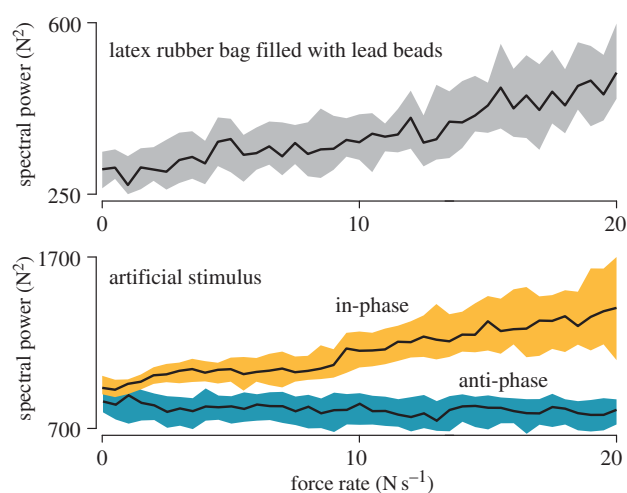 600
latex rubber bag filled with lead beads
spectral power (N²)
250
0 10 20
1700
artificial stimulus
in-phase
spectral power (N²)
anti-phase
700
0 10 20
force rate (N s⁻¹)